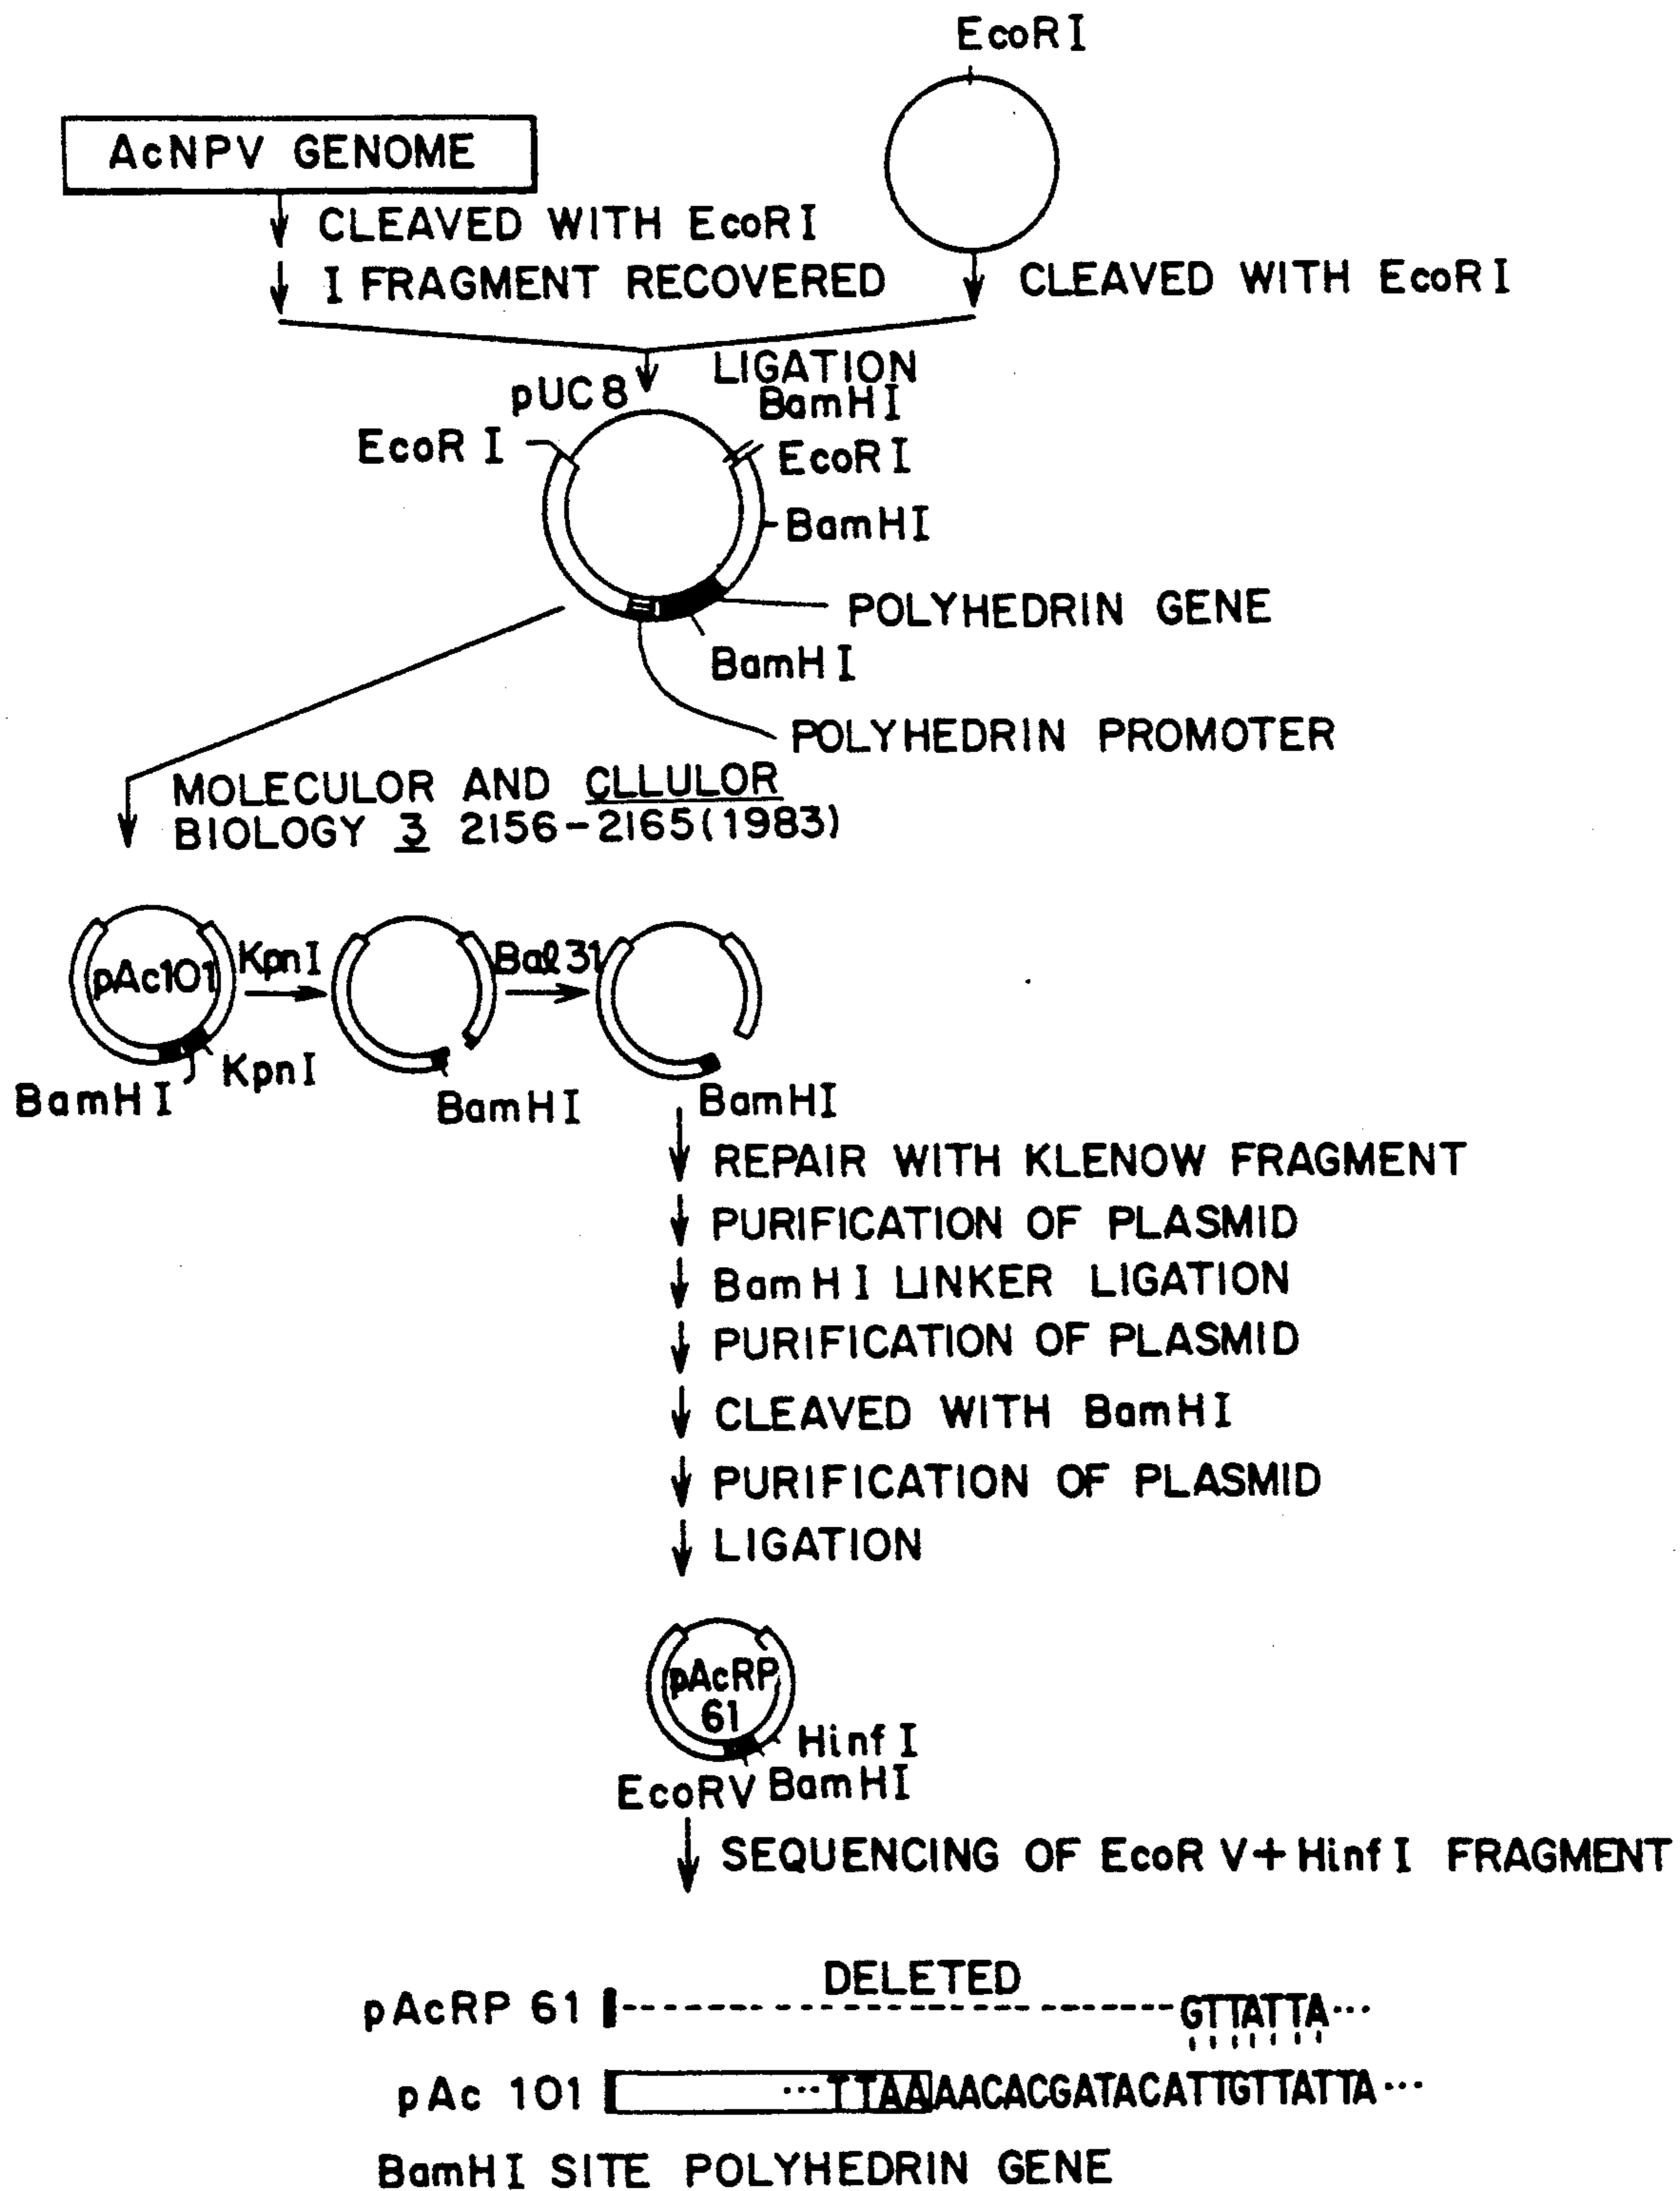 EcoRI
AcNPV GENOME
CLEAVED WITH EcoRI
I FRAGMENT RECOVERED
CLEAVED WITH EcoRI
LIGATION
pUC8
BamHI
EcoRI
EcoRI
BamHI
POLYHEDRIN GENE
BamHI
POLYHEDRIN PROMOTER
MOLECULOR AND CLLULOR
BIOLOGY 3 2156-2165(1983)
pAc101
KpnI
Bal31
KpnI
BamHI
BamHI
BamHI
REPAIR WITH KLENOW FRAGMENT
PURIFICATION OF PLASMID
BamHI LINKER LIGATION
PURIFICATION OF PLASMID
CLEAVED WITH BamHI
PURIFICATION OF PLASMID
LIGATION
pAcRP
61
HinfI
EcoRV BamHI
SEQUENCING OF EcoRV+HinfI FRAGMENT
DELETED
pAcRP 61 GTTATTA...
pAc 101 ...TTAAAACACGATACATTGTTATTA...
BamHI SITE POLYHEDRIN GENE